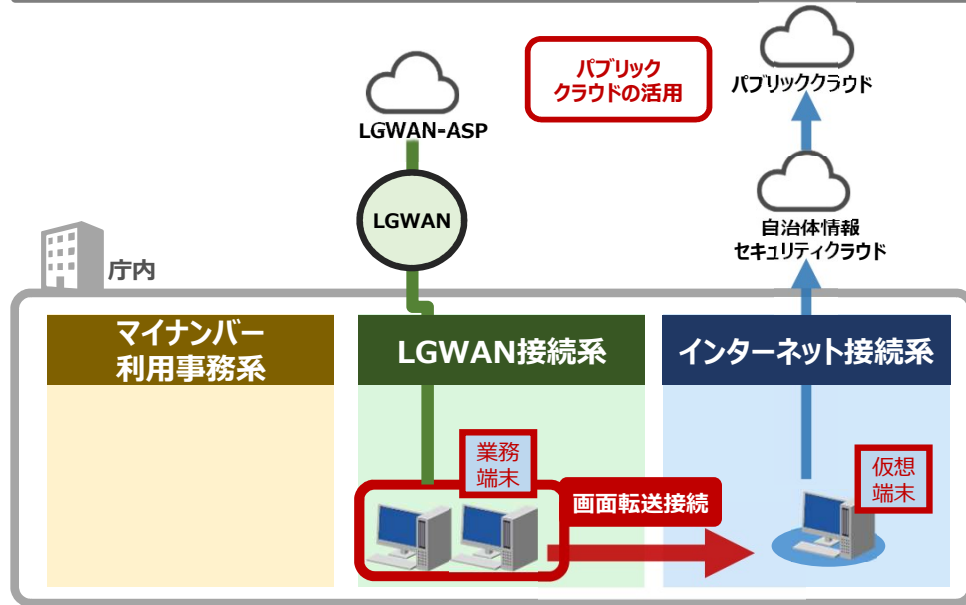 パブリック
クラウドの活用
パブリッククラウド
LGWAN-ASP
LGWAN
自治体情報
セキュリティクラウド
庁内
マイナンバー
利用事務系
LGWAN接続系
インターネット接続系
業務
端末
画面転送接続
仮想
端末